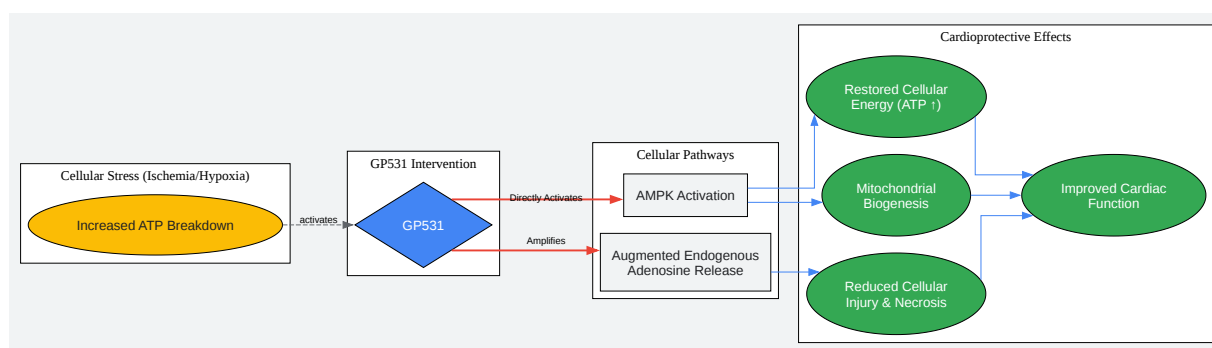 Cardioprotective Effects
Restored Cellular
Energy (ATP ↑)
Cellular Stress (Ischemia/Hypoxia)
Increased ATP Breakdown
activates
GP531 Intervention
GP531
Directly Activates
Amplifies
Cellular Pathways
AMPK Activation
Augmented Endogenous
Adenosine Release
Mitochondrial
Biogenesis
Reduced Cellular
Injury & Necrosis
Improved Cardiac
Function